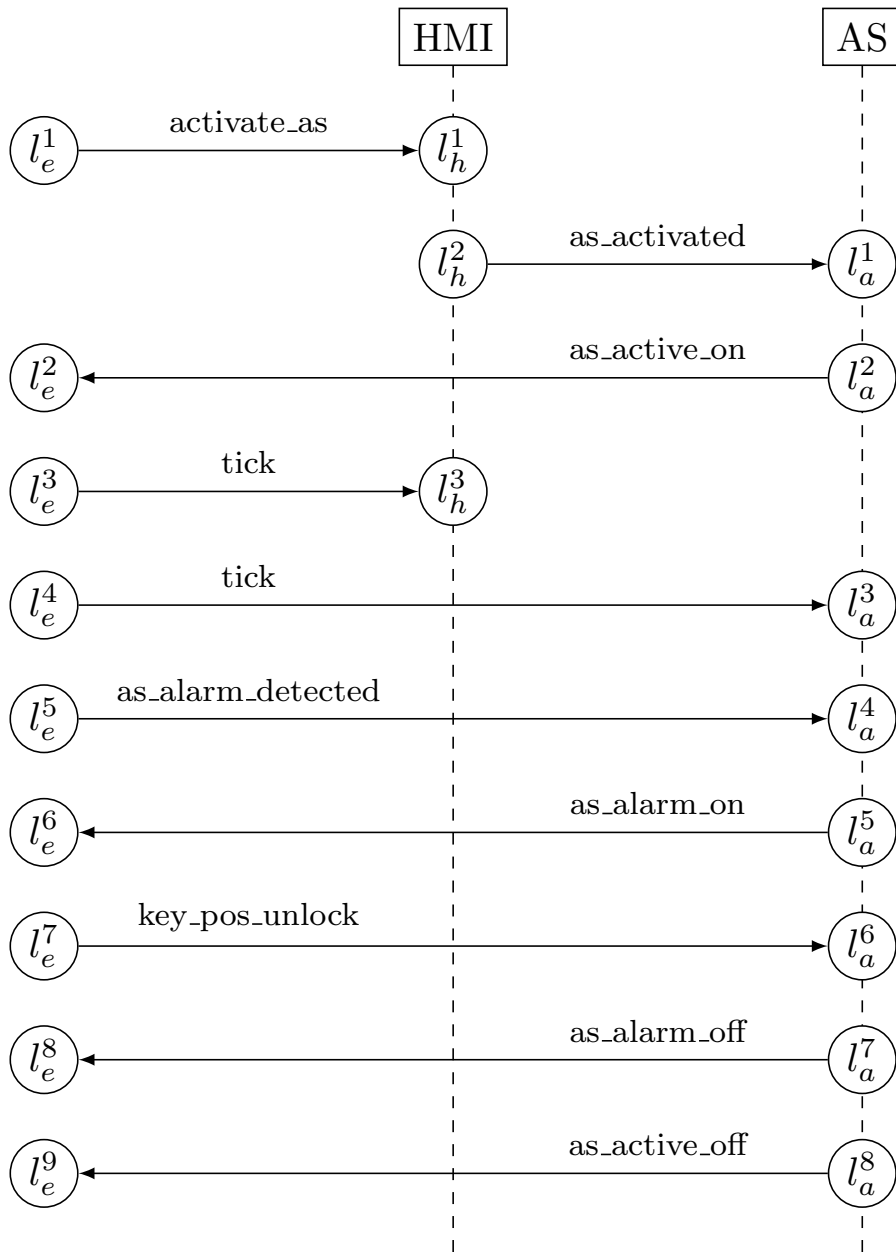 HMI AS
activate_as
l_e^1 l_h^1
as_activated
l_h^2 l_a^1
as_active_on
l_e^2 l_a^2
tick
l_e^3 l_h^3
tick
l_e^4 l_a^3
as_alarm_detected
l_e^5 l_a^4
as_alarm_on
l_e^6 l_a^5
key_pos_unlock
l_e^7 l_a^6
as_alarm_off
l_e^8 l_a^7
as_active_off
l_e^9 l_a^8